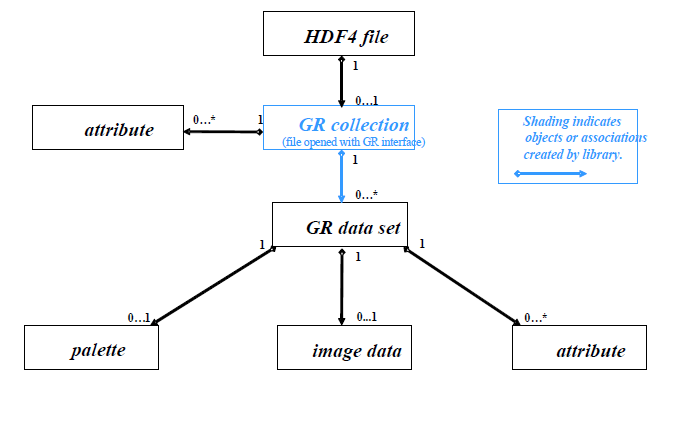 HDF4 file
1
0...1
attribute
0...*
1
GR collection
(file opened with GR interface)
Shading indicates
objects or associations
created by library.
1
0...*
GR data set
1
1
1
0...1
0...1
0...*
palette
image data
attribute